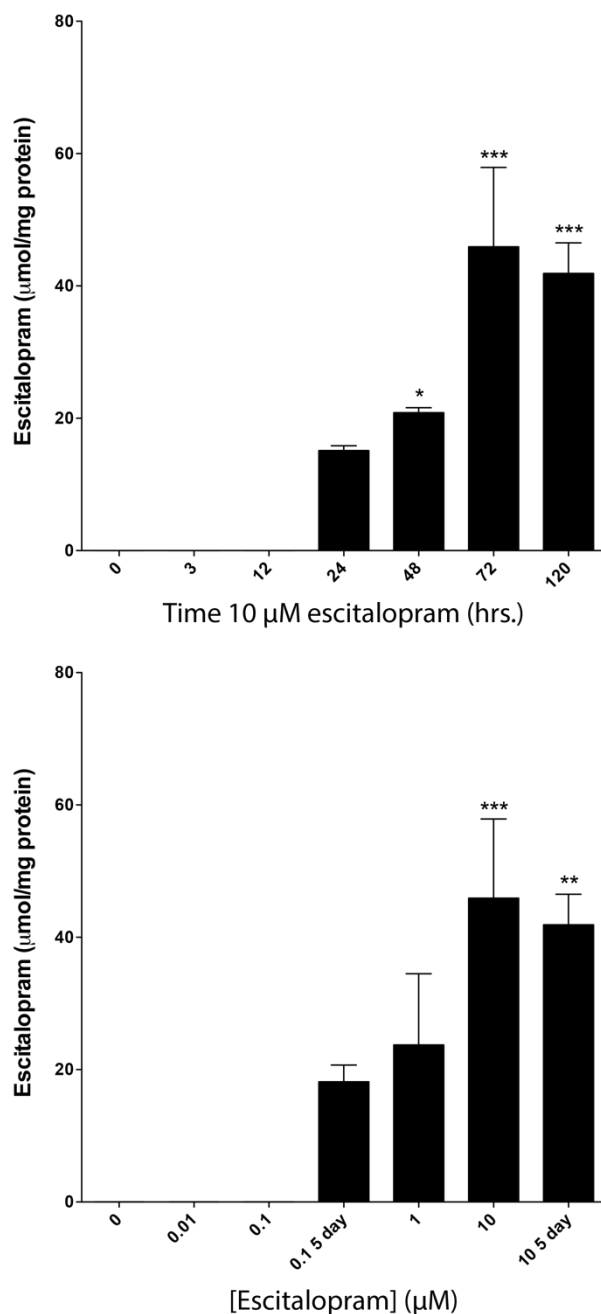 80
60
40
20
0
Escitalopram (μmol/mg protein)
***
***
*
0 3 12 24 48 72 120
Time 10 μM escitalopram (hrs.)
80
60
40
20
0
Escitalopram (μmol/mg protein)
***
**
0 0.01 0.1 0.1 5 day 1 10 10 5 day
[Escitalopram] (μM)